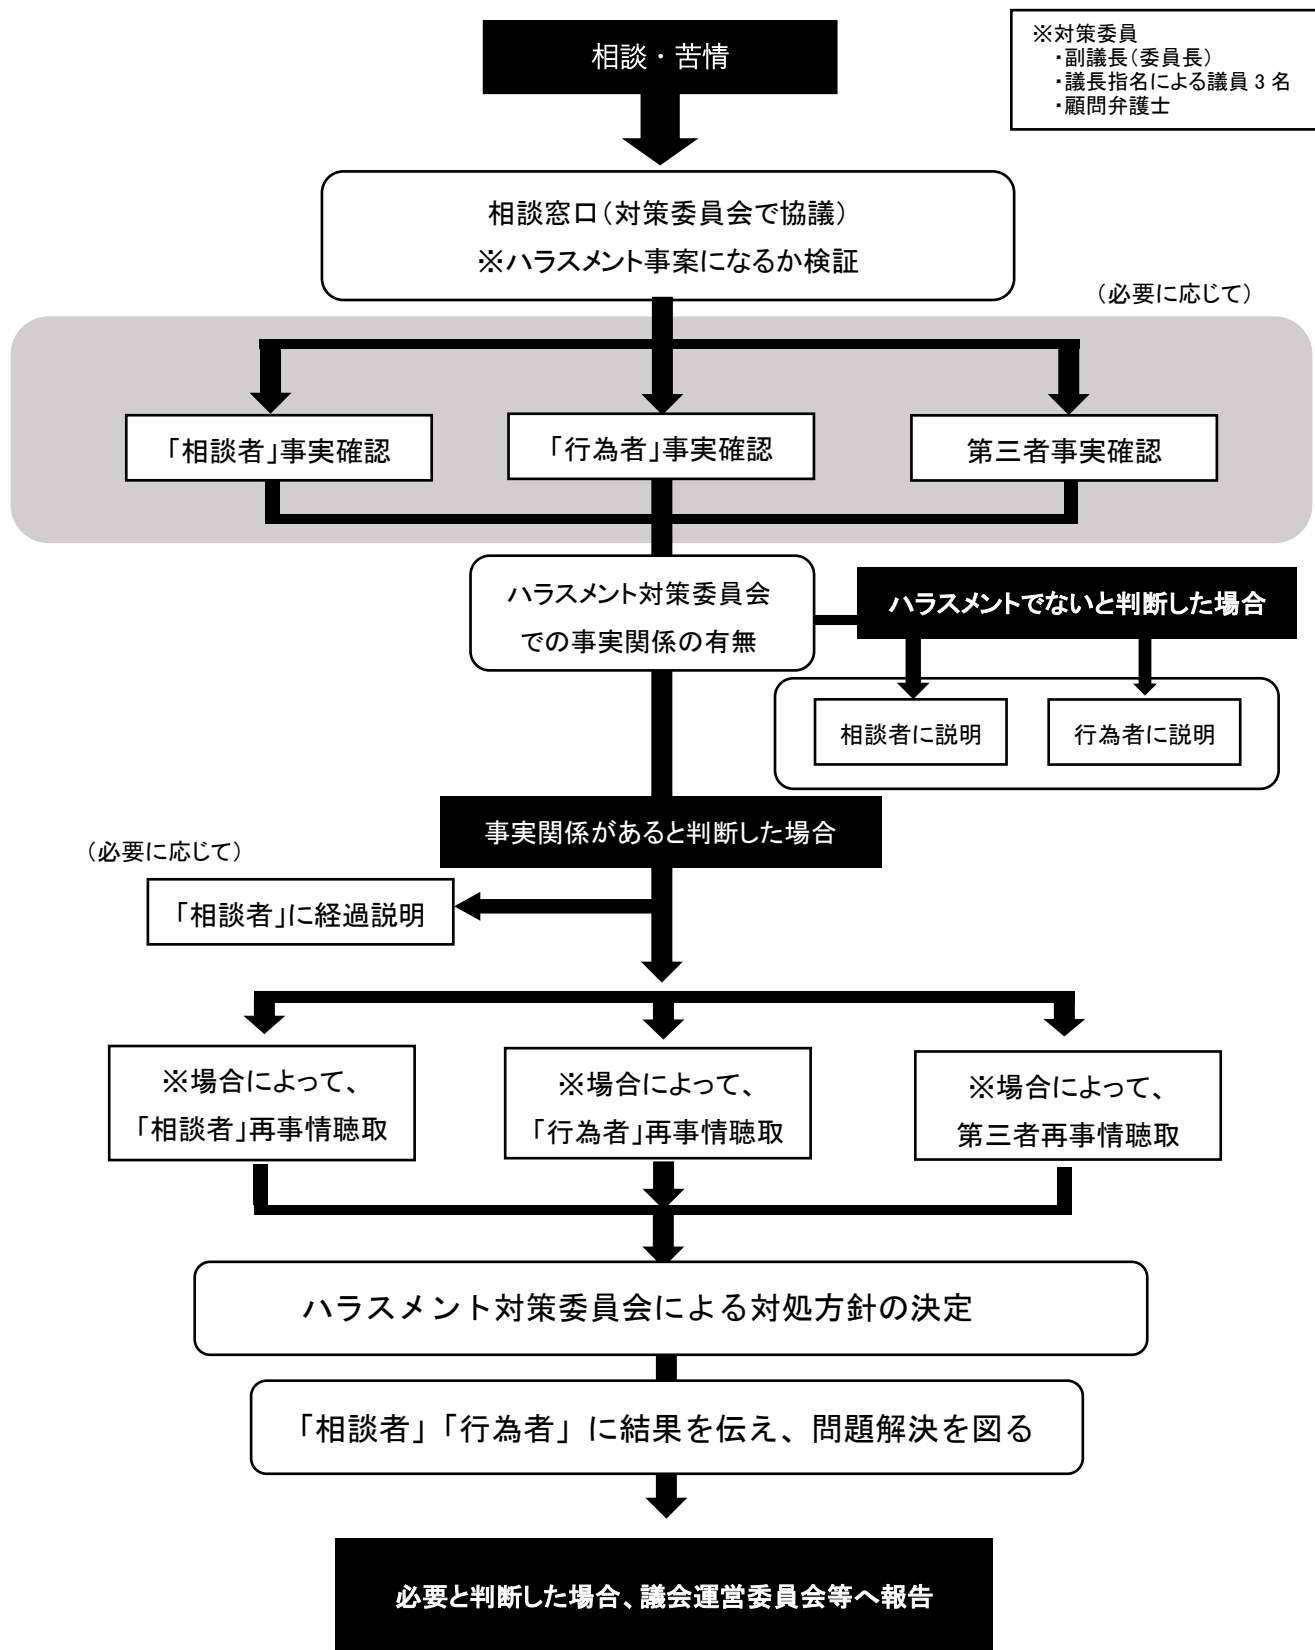 相談・苦情
※対策委員
・副議長（委員長）
・議長指名による議員３名
・顧問弁護士
相談窓口（対策委員会で協議）
※ハラスメント事案になるか検証
（必要に応じて）
「相談者」事実確認
「行為者」事実確認
第三者事実確認
ハラスメント対策委員会
での事実関係の有無
ハラスメントでないと判断した場合
相談者に説明
行為者に説明
事実関係があると判断した場合
（必要に応じて）
「相談者」に経過説明
※場合によって、
「相談者」再事情聴取
※場合によって、
「行為者」再事情聴取
※場合によって、
第三者再事情聴取
ハラスメント対策委員会による対処方針の決定
「相談者」「行為者」に結果を伝え、問題解決を図る
必要と判断した場合、議会運営委員会等へ報告